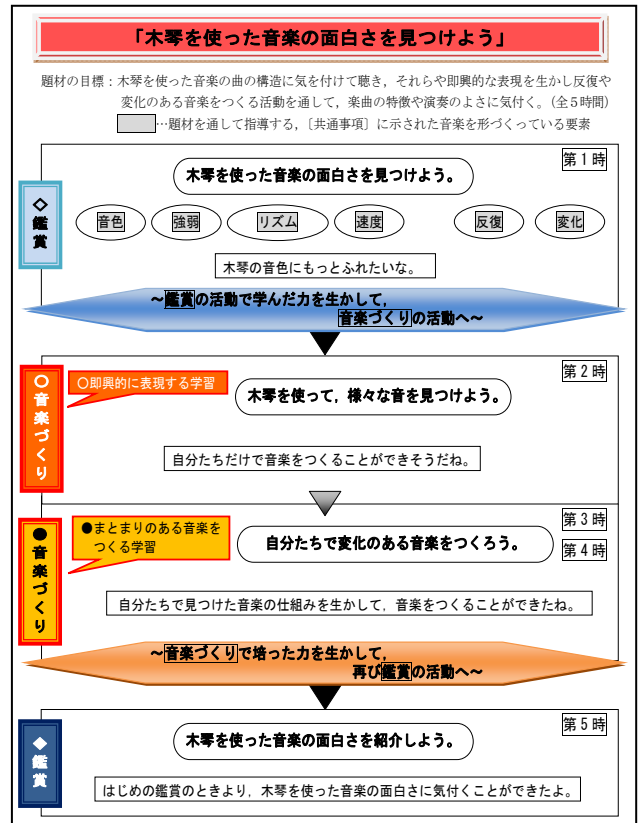 「木琴を使った音楽の面白さを見つけよう」
題材の目標：木琴を使った音楽の曲の構造に気を付けて聴き，それらや即興的な表現を生かし反復や
変化のある音楽をつくる活動を通して，楽曲の特徴や演奏のよさに気付く。(全５時間)
…題材を通して指導する，〔共通事項〕に示された音楽を形づくっている要素
第１時
木琴を使った音楽の面白さを見つけよう。
◇鑑賞
音色 強弱 リズム 速度 反復 変化
木琴の音色にもっとふれたいな。
～鑑賞の活動で学んだ力を生かして，
音楽づくりの活動へ～
第２時
○音楽づくり
○即興的に表現する学習
木琴を使って，様々な音を見つけよう。
自分たちだけで音楽をつくることができそうだね。
第３時
第４時
●音楽づくり
●まとまりのある音楽を
つくる学習
自分たちで変化のある音楽をつくろう。
自分たちで見つけた音楽の仕組みを生かして，音楽をつくることができたね。
～音楽づくりで培った力を生かして，
再び鑑賞の活動へ～
第５時
◆鑑賞
木琴を使った音楽の面白さを紹介しよう。
はじめの鑑賞のときより，木琴を使った音楽の面白さに気付くことができたよ。